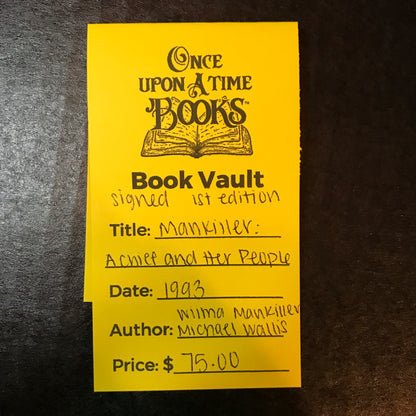 Once
Upon A Time
Books™
Book Vault
signed 1st edition
Title: Mankiller:
A chief and Her People
Date: 1993
Wilma Mankiller
Author: Michael Wallis
Price: $ 75.00